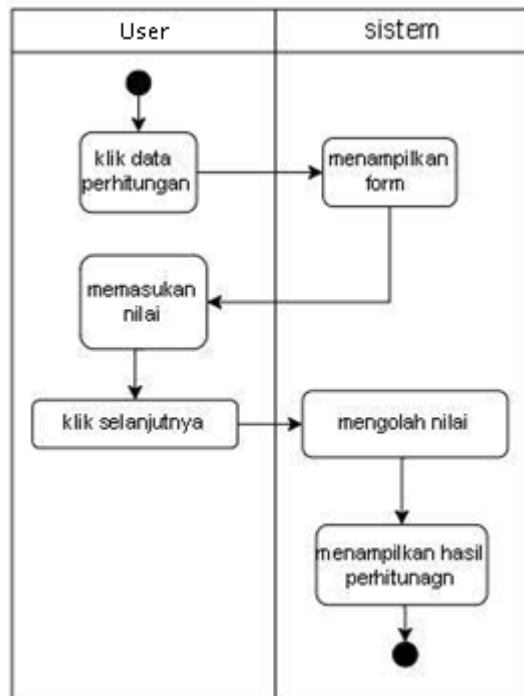 User
sistem
klik data
perhitungan
menampilkan
form
memasukan
nilai
klik selanjutnya
mengolah nilai
menampilkan hasil
perhitunagn